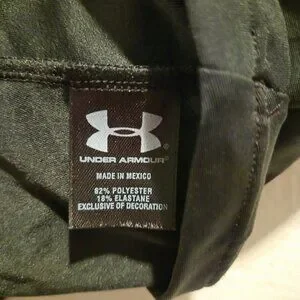 UNDER ARMOUR®
MADE IN MEXICO
82% POLYESTER
18% ELASTANE
EXCLUSIVE OF DECORATION